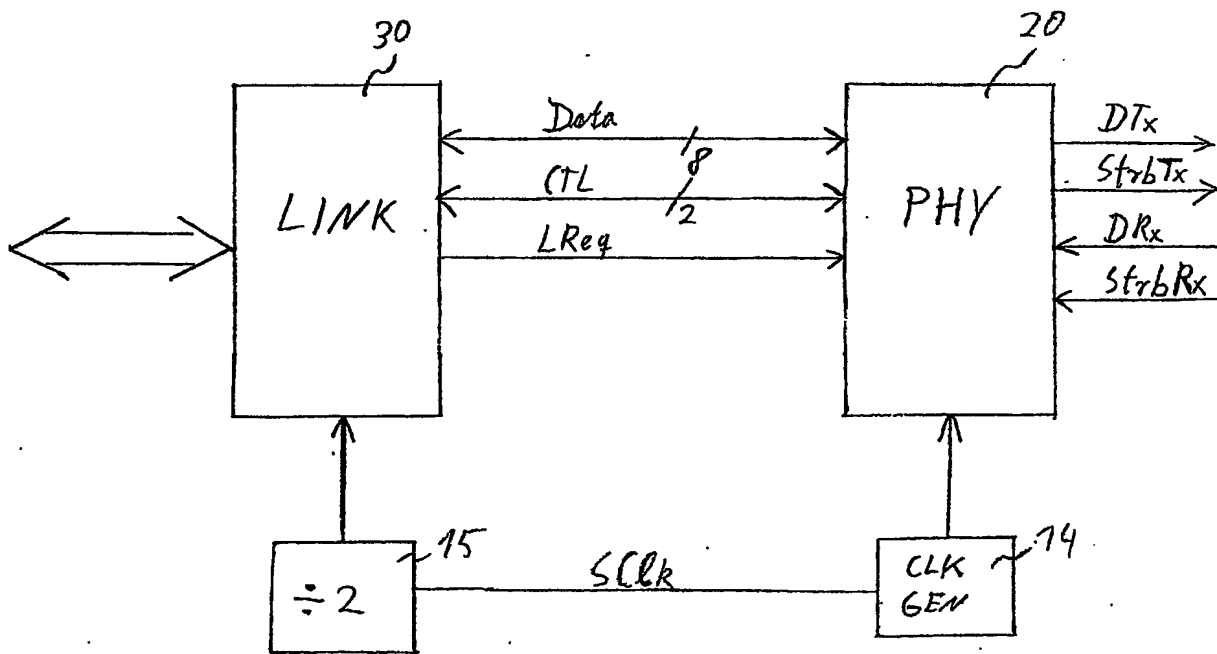 30
20
Data
8
CTL
2
LReq
LINK
PHY
DTx
StrbTx
DRx
StrbRx
15
÷2
SClk
14
CLK
GEN